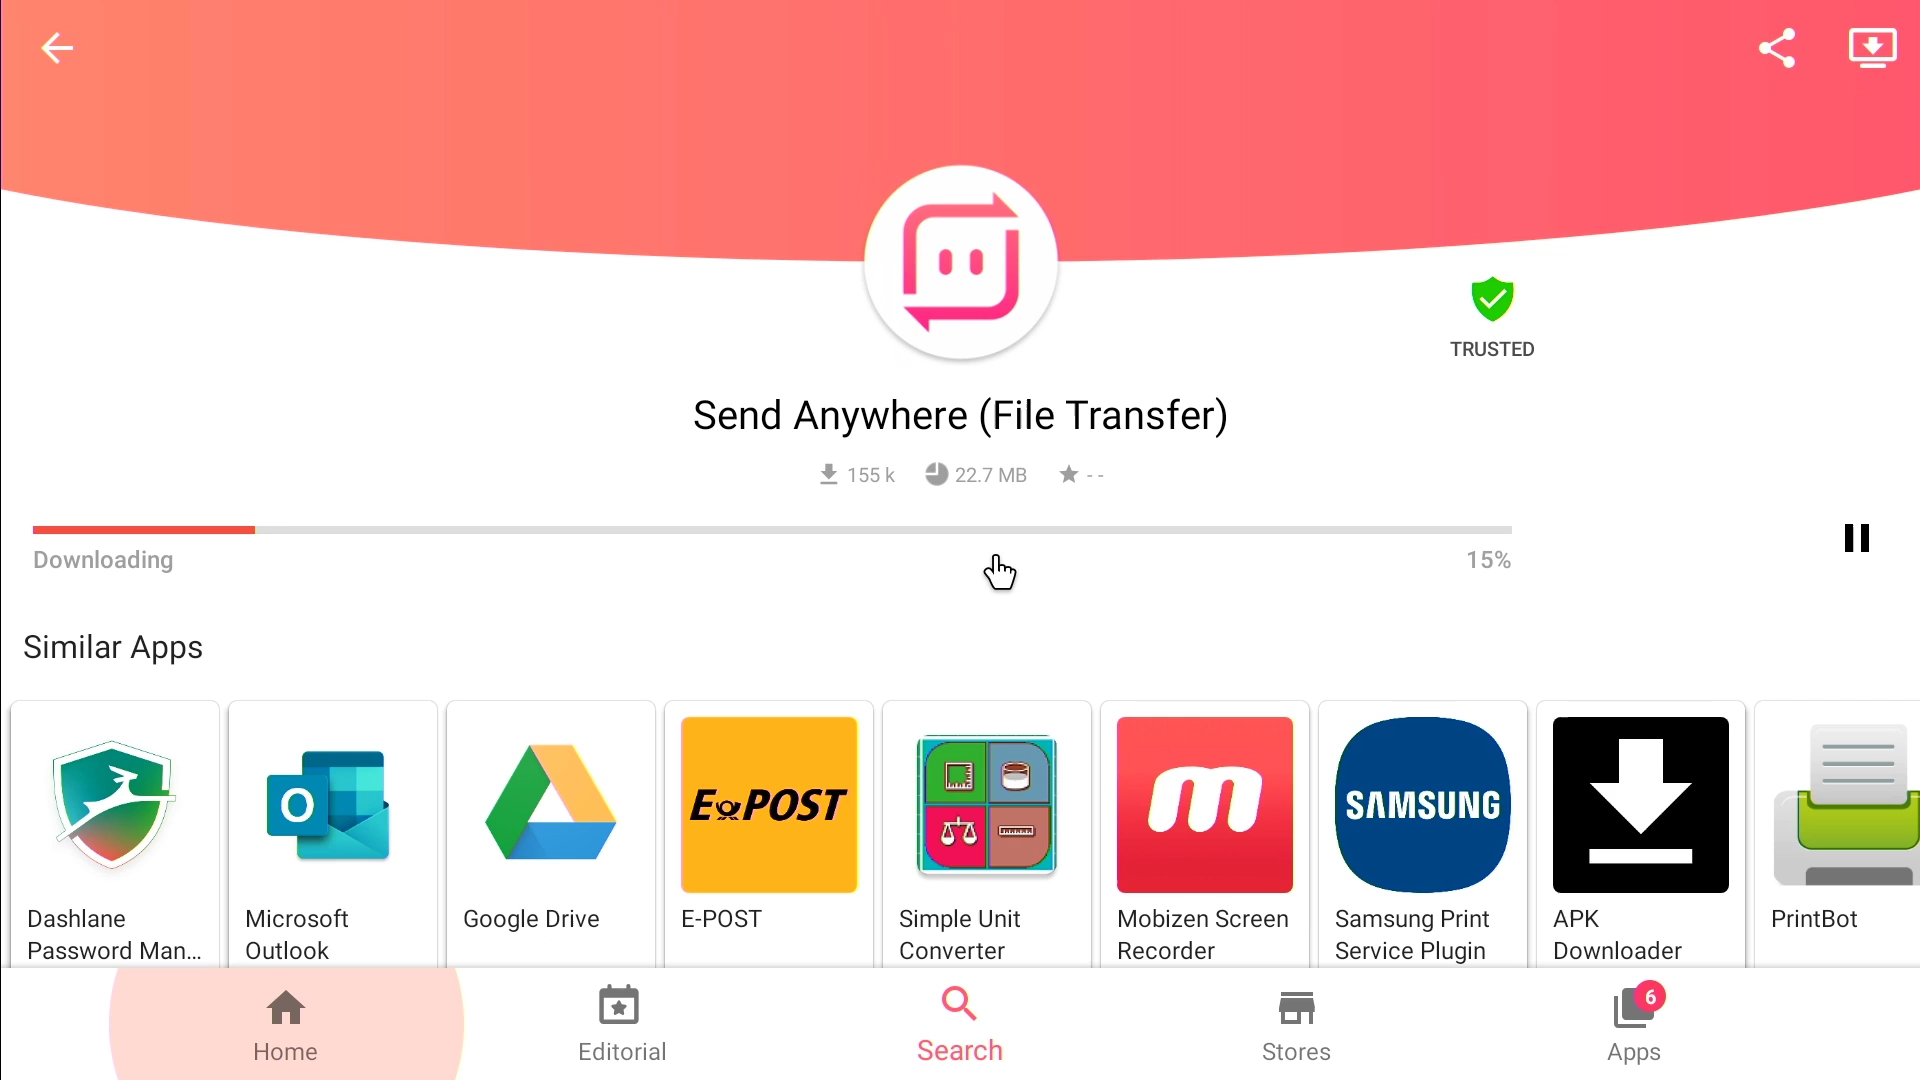 TRUSTED
Send Anywhere (File Transfer)
155 k 22.7 MB - -
Downloading 15%
Similar Apps
E-POST
m
SAMSUNG
Dashlane Password Man...
Microsoft Outlook
Google Drive
E-POST
Simple Unit Converter
Mobizen Screen Recorder
Samsung Print Service Plugin
APK Downloader
PrintBot
6
Home Editorial Search Stores Apps